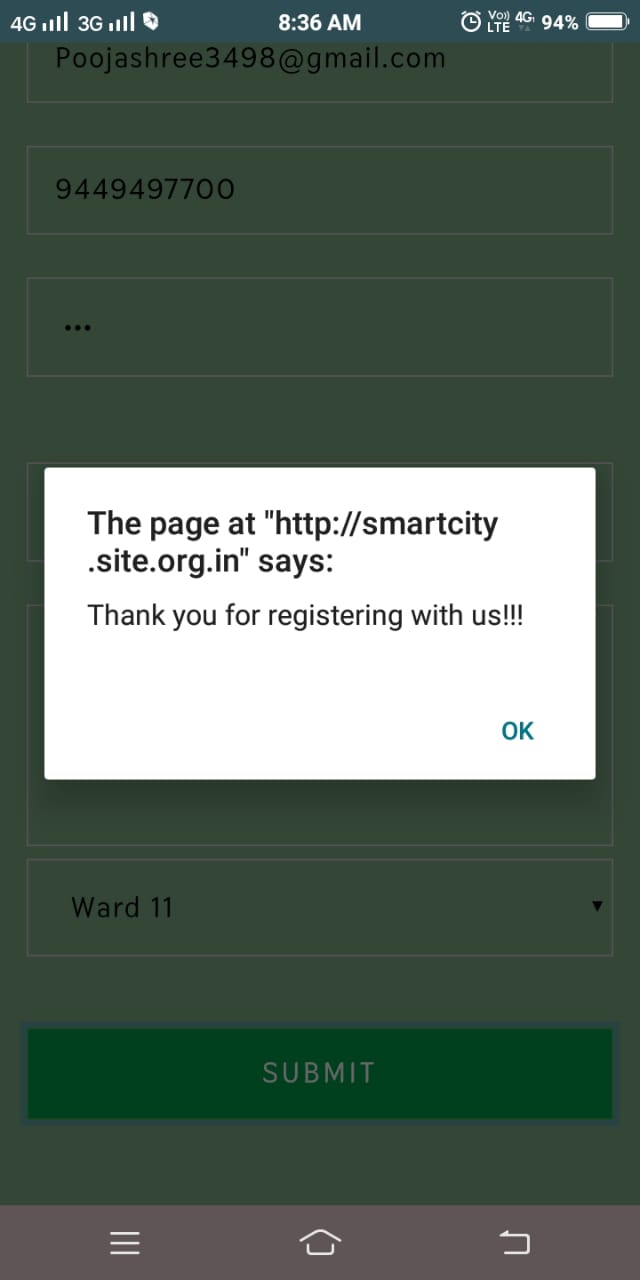 4G 3G 8:36 AM Vo) LTE 4G 94%
Poojashree3498@gmail.com
9449497700
•••
The page at "http://smartcity
.site.org.in" says:
Thank you for registering with us!!!
OK
Ward 11
SUBMIT